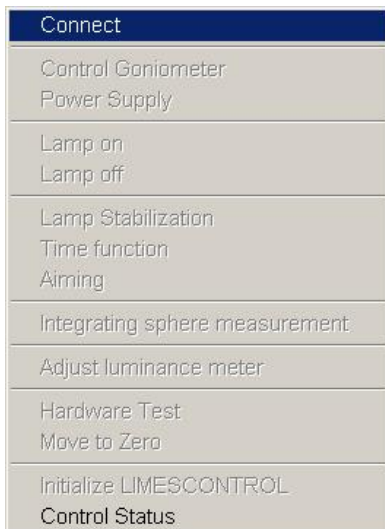 Connect
Control Goniometer
Power Supply
Lamp on
Lamp off
Lamp Stabilization
Time function
Aiming
Integrating sphere measurement
Adjust luminance meter
Hardware Test
Move to Zero
Initialize LIMESCONTROL
Control Status